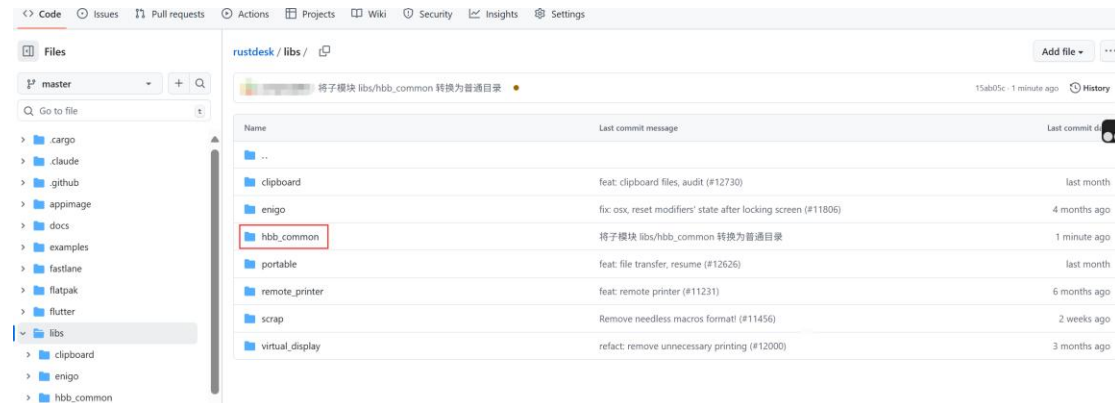 Code Issues Pull requests Actions Projects Wiki Security Insights Settings
Files
master
Go to file t
.cargo
.claude
.github
appimage
docs
examples
fastlane
flatpak
flutter
libs
clipboard
enigo
hbb_common
rustdesk / libs /
Add file
将子模块 libs/hbb_common 转换为普通目录
15ab05c · 1 minute ago History
Name Last commit message Last commit
..
clipboard feat: clipboard files, audit (#12730) last month
enigo fix: osx, reset modifiers' state after locking screen (#11806) 4 months ago
hbb_common 将子模块 libs/hbb_common 转换为普通目录 1 minute ago
portable feat: file transfer, resume (#12626) last month
remote_printer feat: remote printer (#11231) 6 months ago
scrap Remove needless macros format! (#11456) 2 weeks ago
virtual_display refact: remove unnecessary printing (#12000) 3 months ago